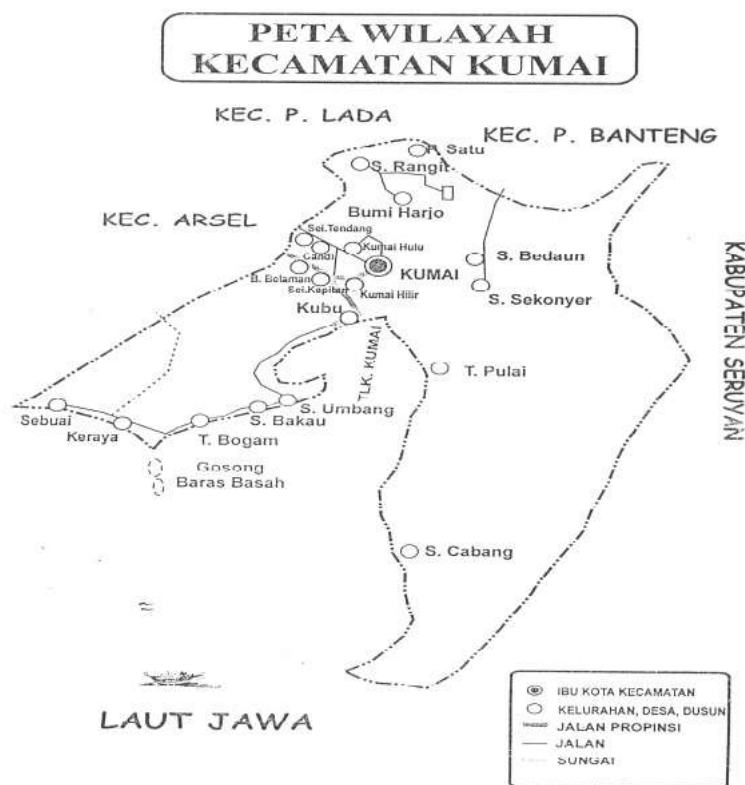 PETA WILAYAH
KECAMATAN KUMAI
KEC. P. LADA
KEC. P. BANTENG
P. Satu
S. Rangit
Bumi Harjo
KEC. ARSEL
Sei.Tendang
Candi
Kumai Hulu
KUMAI
S. Bedaun
B. Belaman
Sei.Kapitan
Kumai Hilir
S. Sekonyer
Kubu
KABUPATEN SERUYAN
TLK. KUMAI
T. Pulai
S. Umbang
S. Bakau
Sebuai
Keraya
T. Bogam
Gosong
Baras Basah
S. Cabang
LAUT JAWA
IBU KOTA KECAMATAN
KELURAHAN, DESA, DUSUN
JALAN PROPINSI
JALAN
SUNGAI